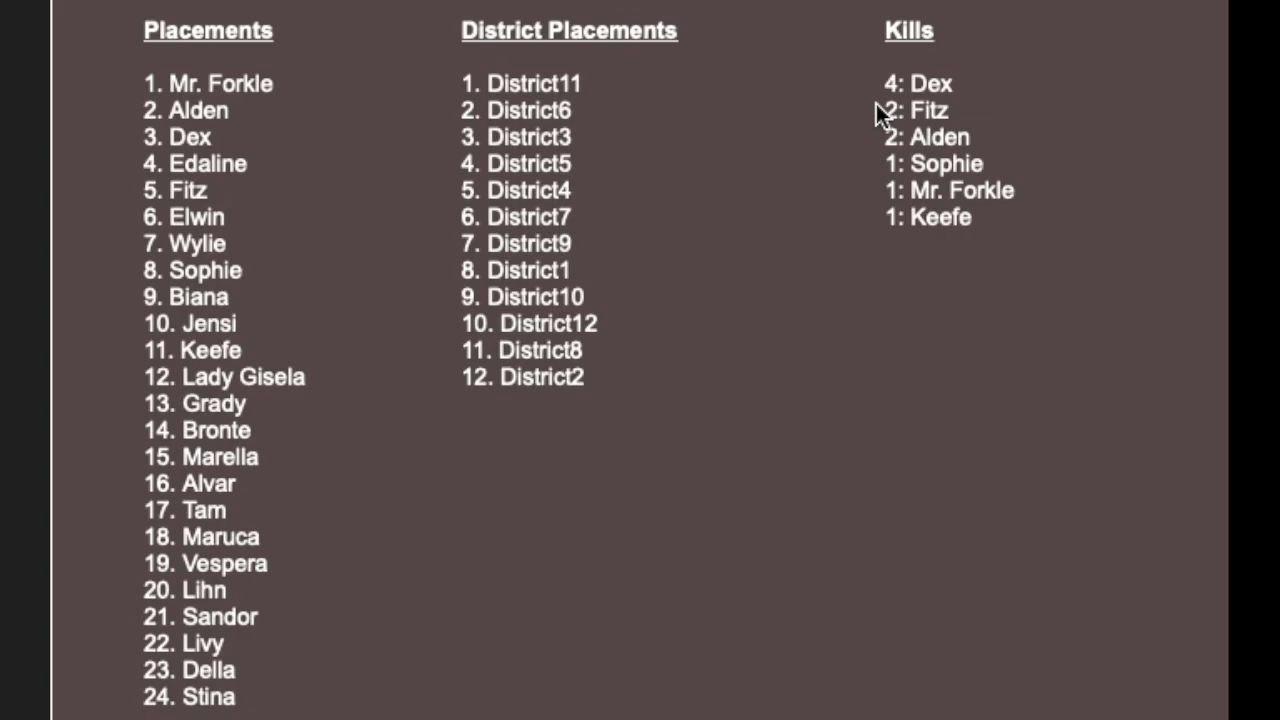 Placements
1. Mr. Forkle
2. Alden
3. Dex
4. Edaline
5. Fitz
6. Elwin
7. Wylie
8. Sophie
9. Biana
10. Jensi
11. Keefe
12. Lady Gisela
13. Grady
14. Bronte
15. Marella
16. Alvar
17. Tam
18. Maruca
19. Vespera
20. Lihn
21. Sandor
22. Livy
23. Della
24. Stina
District Placements
1. District11
2. District6
3. District3
4. District5
5. District4
6. District7
7. District9
8. District1
9. District10
10. District12
11. District8
12. District2
Kills
4: Dex
2: Fitz
2: Alden
1: Sophie
1: Mr. Forkle
1: Keefe